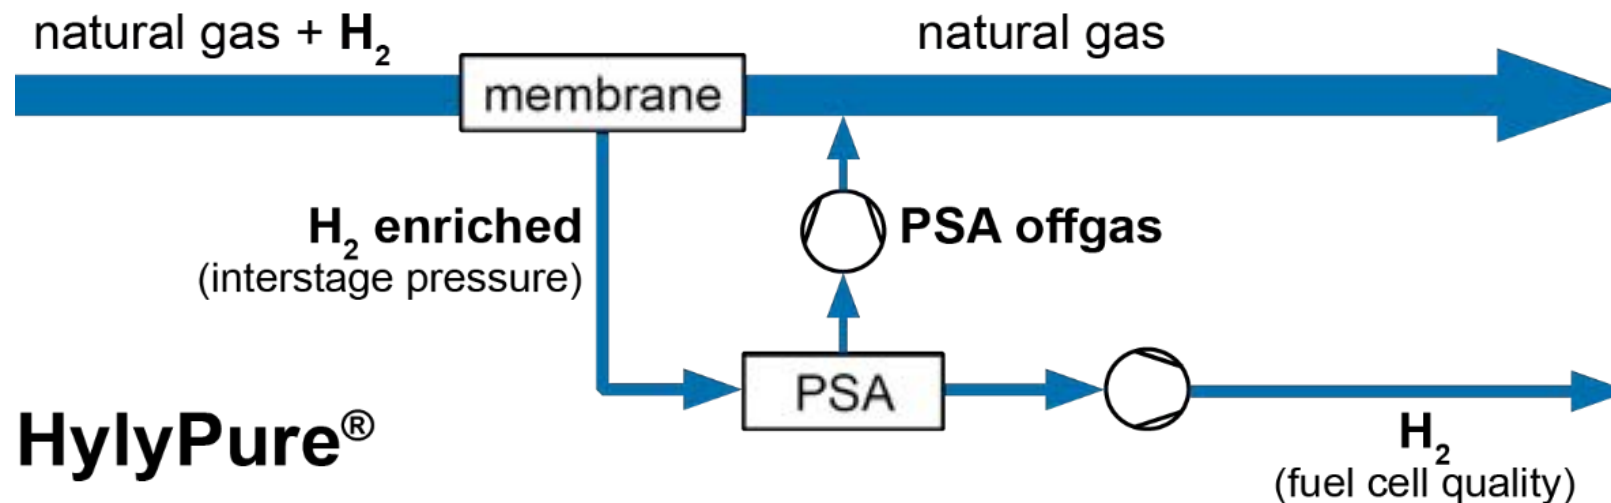 natural gas + H₂
natural gas
membrane
H₂ enriched
(interstage pressure)
PSA offgas
PSA
HylyPure®
H₂
(fuel cell quality)